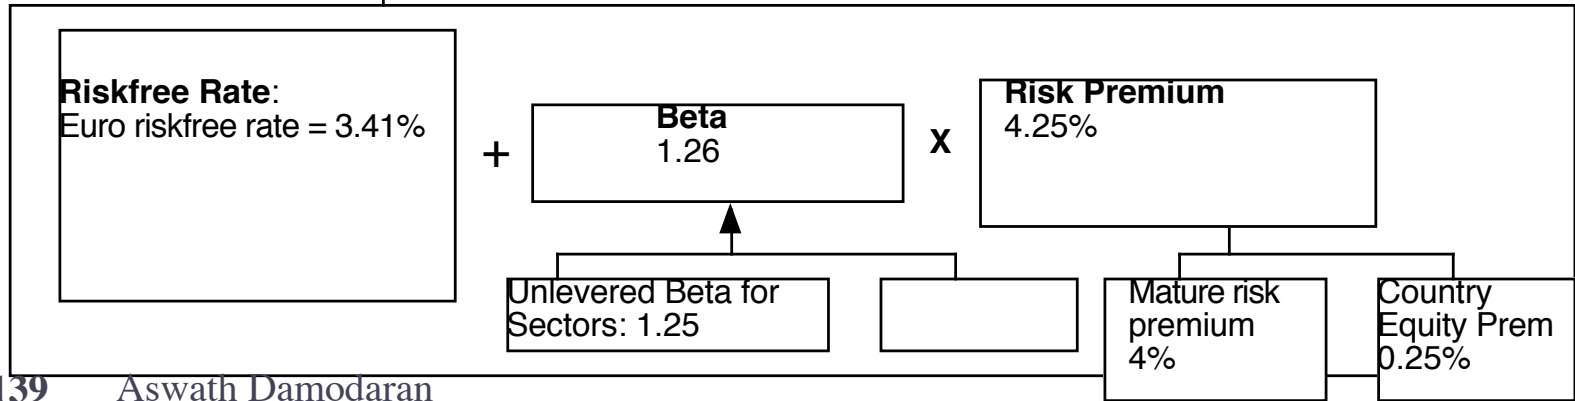 Riskfree Rate:
Euro riskfree rate = 3.41%
+
Beta
1.26
X
Risk Premium
4.25%
Unlevered Beta for
Sectors: 1.25
Mature risk
premium
4%
Country
Equity Prem
0.25%
139 Aswath Damodaran